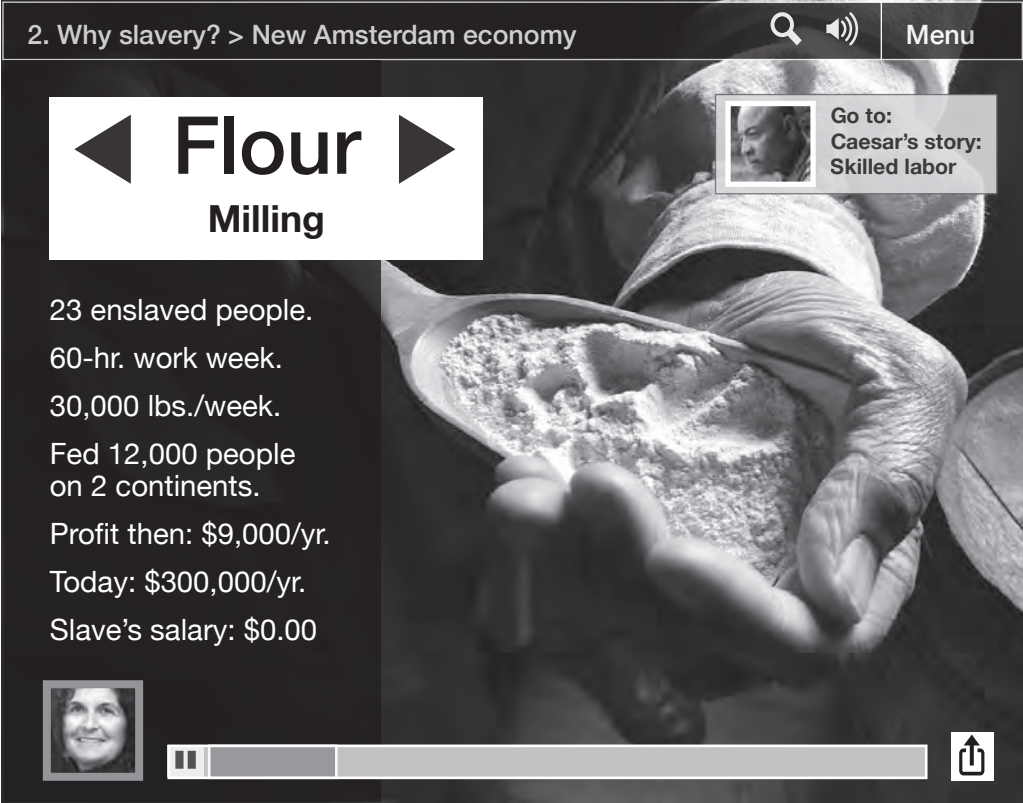 2. Why slavery? > New Amsterdam economy
Menu
Flour
Milling
Go to:
Caesar's story:
Skilled labor
23 enslaved people.
60-hr. work week.
30,000 lbs./week.
Fed 12,000 people
on 2 continents.
Profit then: $9,000/yr.
Today: $300,000/yr.
Slave's salary: $0.00